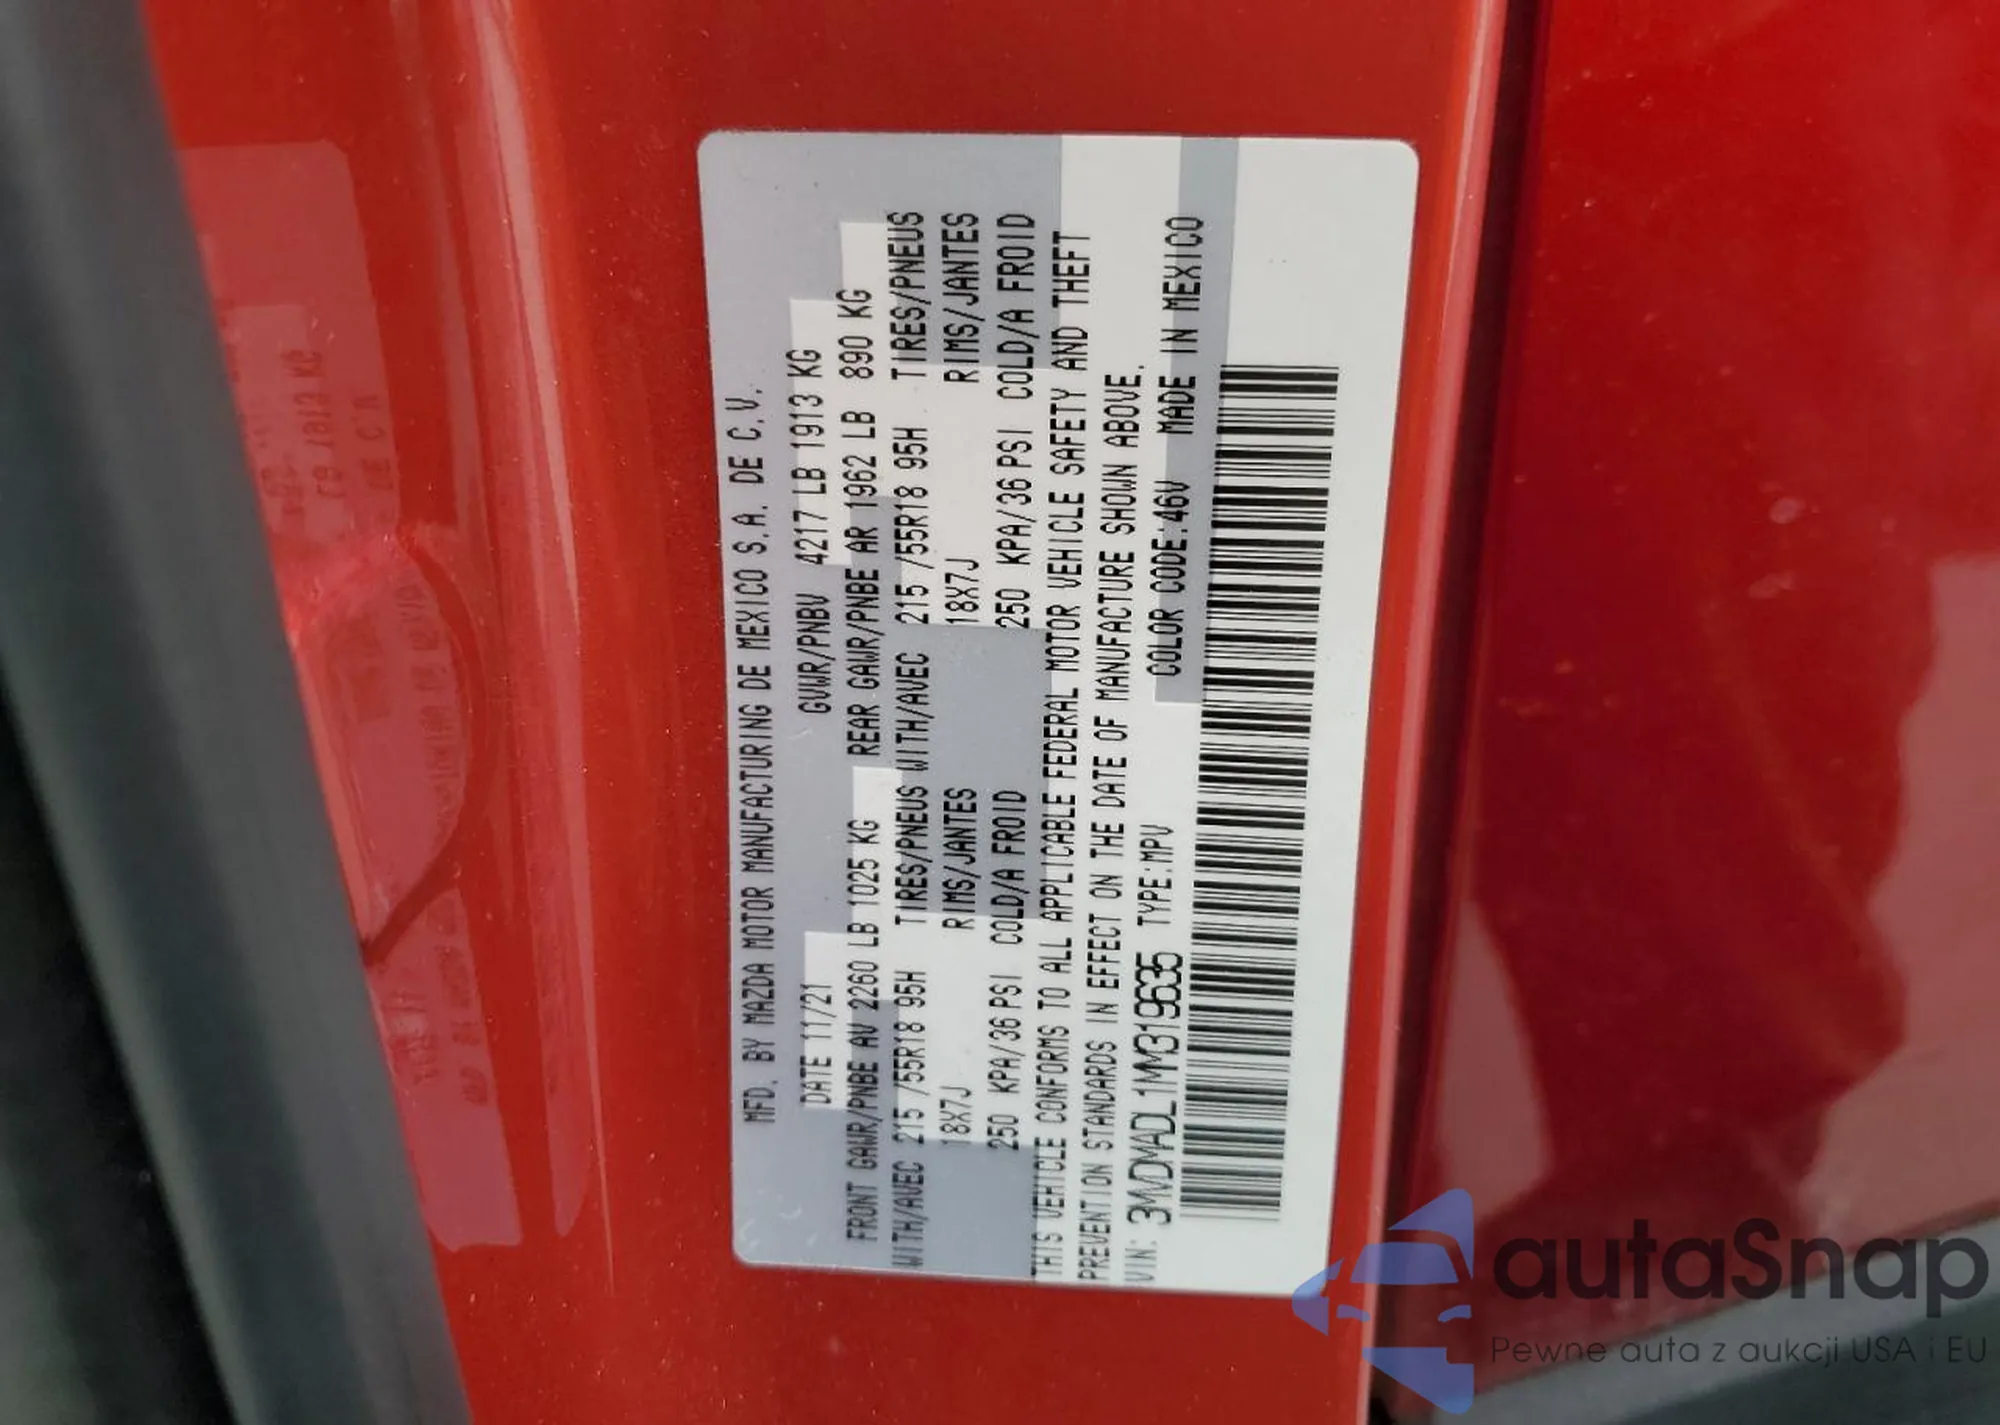 MFD. BY MAZDA MOTOR MANUFACTURING DE MEXICO S.A. DE C.V.
DATE 11/21 GVWR/PNBV 4217 LB 1913 KG
FRONT GAWR/PNBE AV 2260 LB 1025 KG REAR GAWR/PNBE AR 1962 LB 890 KG
WITH/AVEC 215 /55R18 95H TIRES/PNEUS WITH/AVEC 215 /55R18 95H TIRES/PNEUS
18X7J RIMS/JANTES 18X7J RIMS/JANTES
250 KPA/36 PSI COLD/A FROID 250 KPA/36 PSI COLD/A FROID
THIS VEHICLE CONFORMS TO ALL APPLICABLE FEDERAL MOTOR VEHICLE SAFETY AND THEFT
PREVENTION STANDARDS IN EFFECT ON THE DATE OF MANUFACTURE SHOWN ABOVE.
VIN: 3MVDMADL1MM319635 TYPE:MPV COLOR CODE:46V MADE IN MEXICO
autaSnap
Pewne auta z aukcji USA i EU